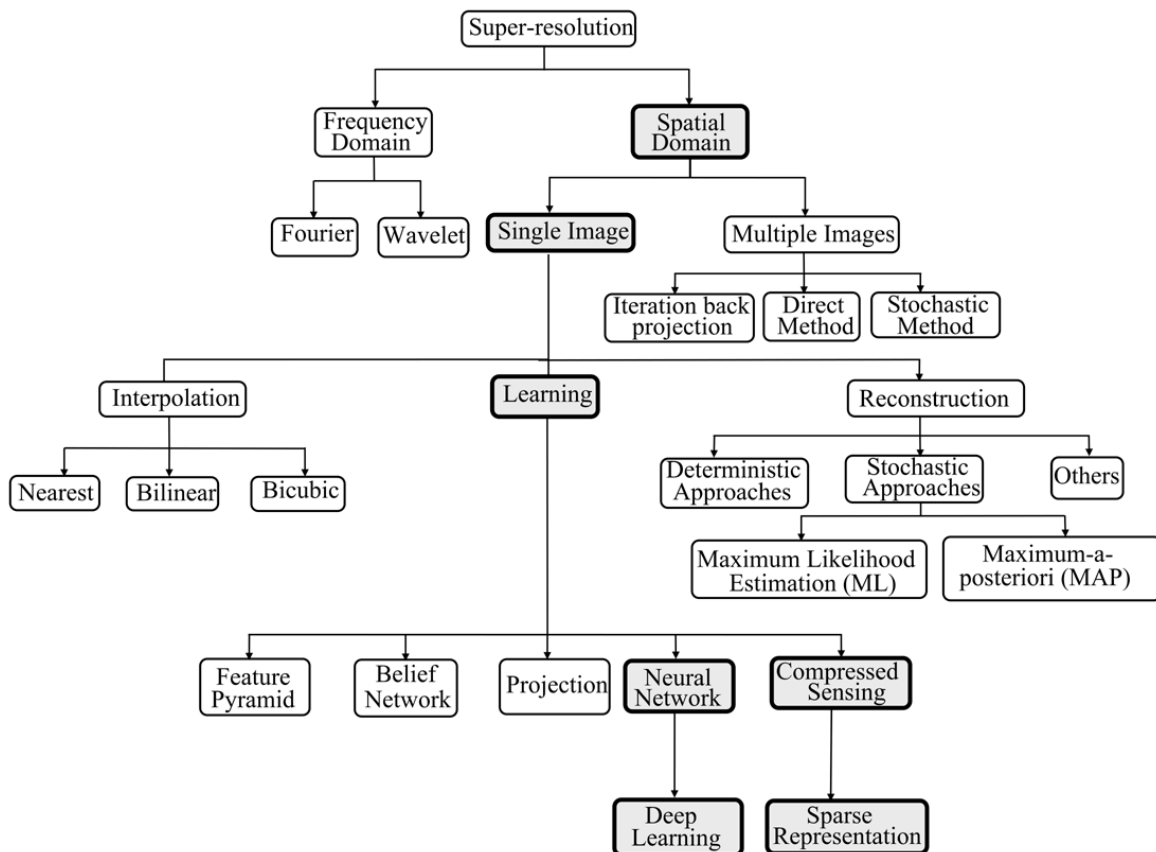 Super-resolution
Frequency
Domain
Spatial
Domain
Fourier
Wavelet
Single Image
Multiple Images
Iteration back
projection
Direct
Method
Stochastic
Method
Interpolation
Learning
Reconstruction
Nearest
Bilinear
Bicubic
Deterministic
Approaches
Stochastic
Approaches
Others
Maximum Likelihood
Estimation (ML)
Maximum-a-
posteriori (MAP)
Feature
Pyramid
Belief
Network
Projection
Neural
Network
Compressed
Sensing
Deep
Learning
Sparse
Representation